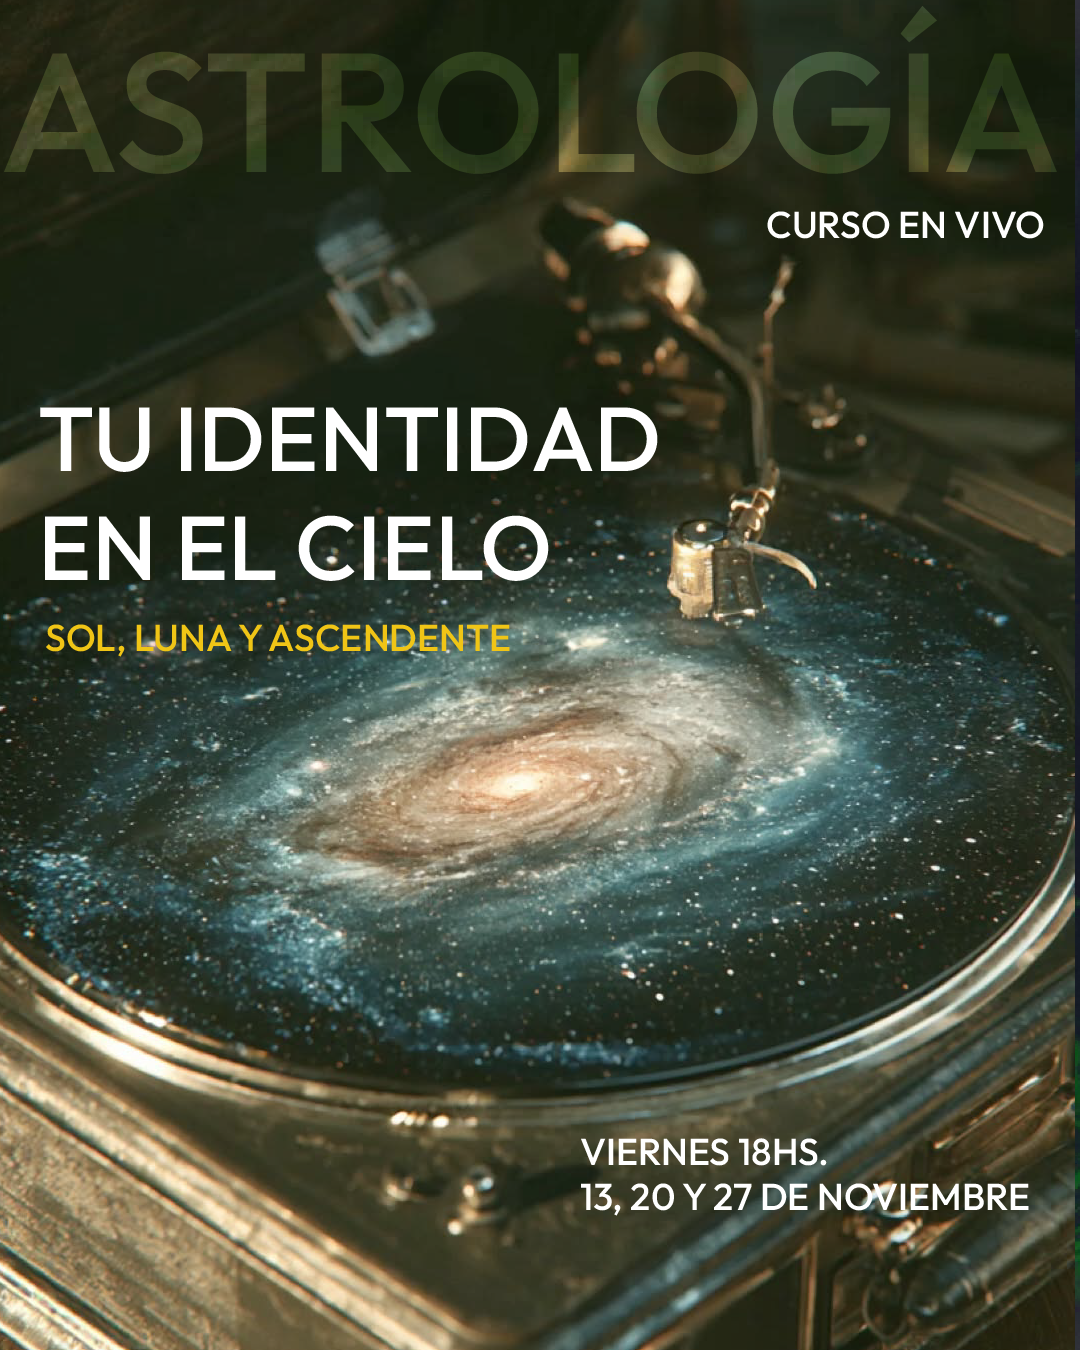 ASTROLOGÍA
CURSO EN VIVO
TU IDENTIDAD
EN EL CIELO
SOL, LUNA Y ASCENDENTE
VIERNES 18HS.
13, 20 Y 27 DE NOVIEMBRE